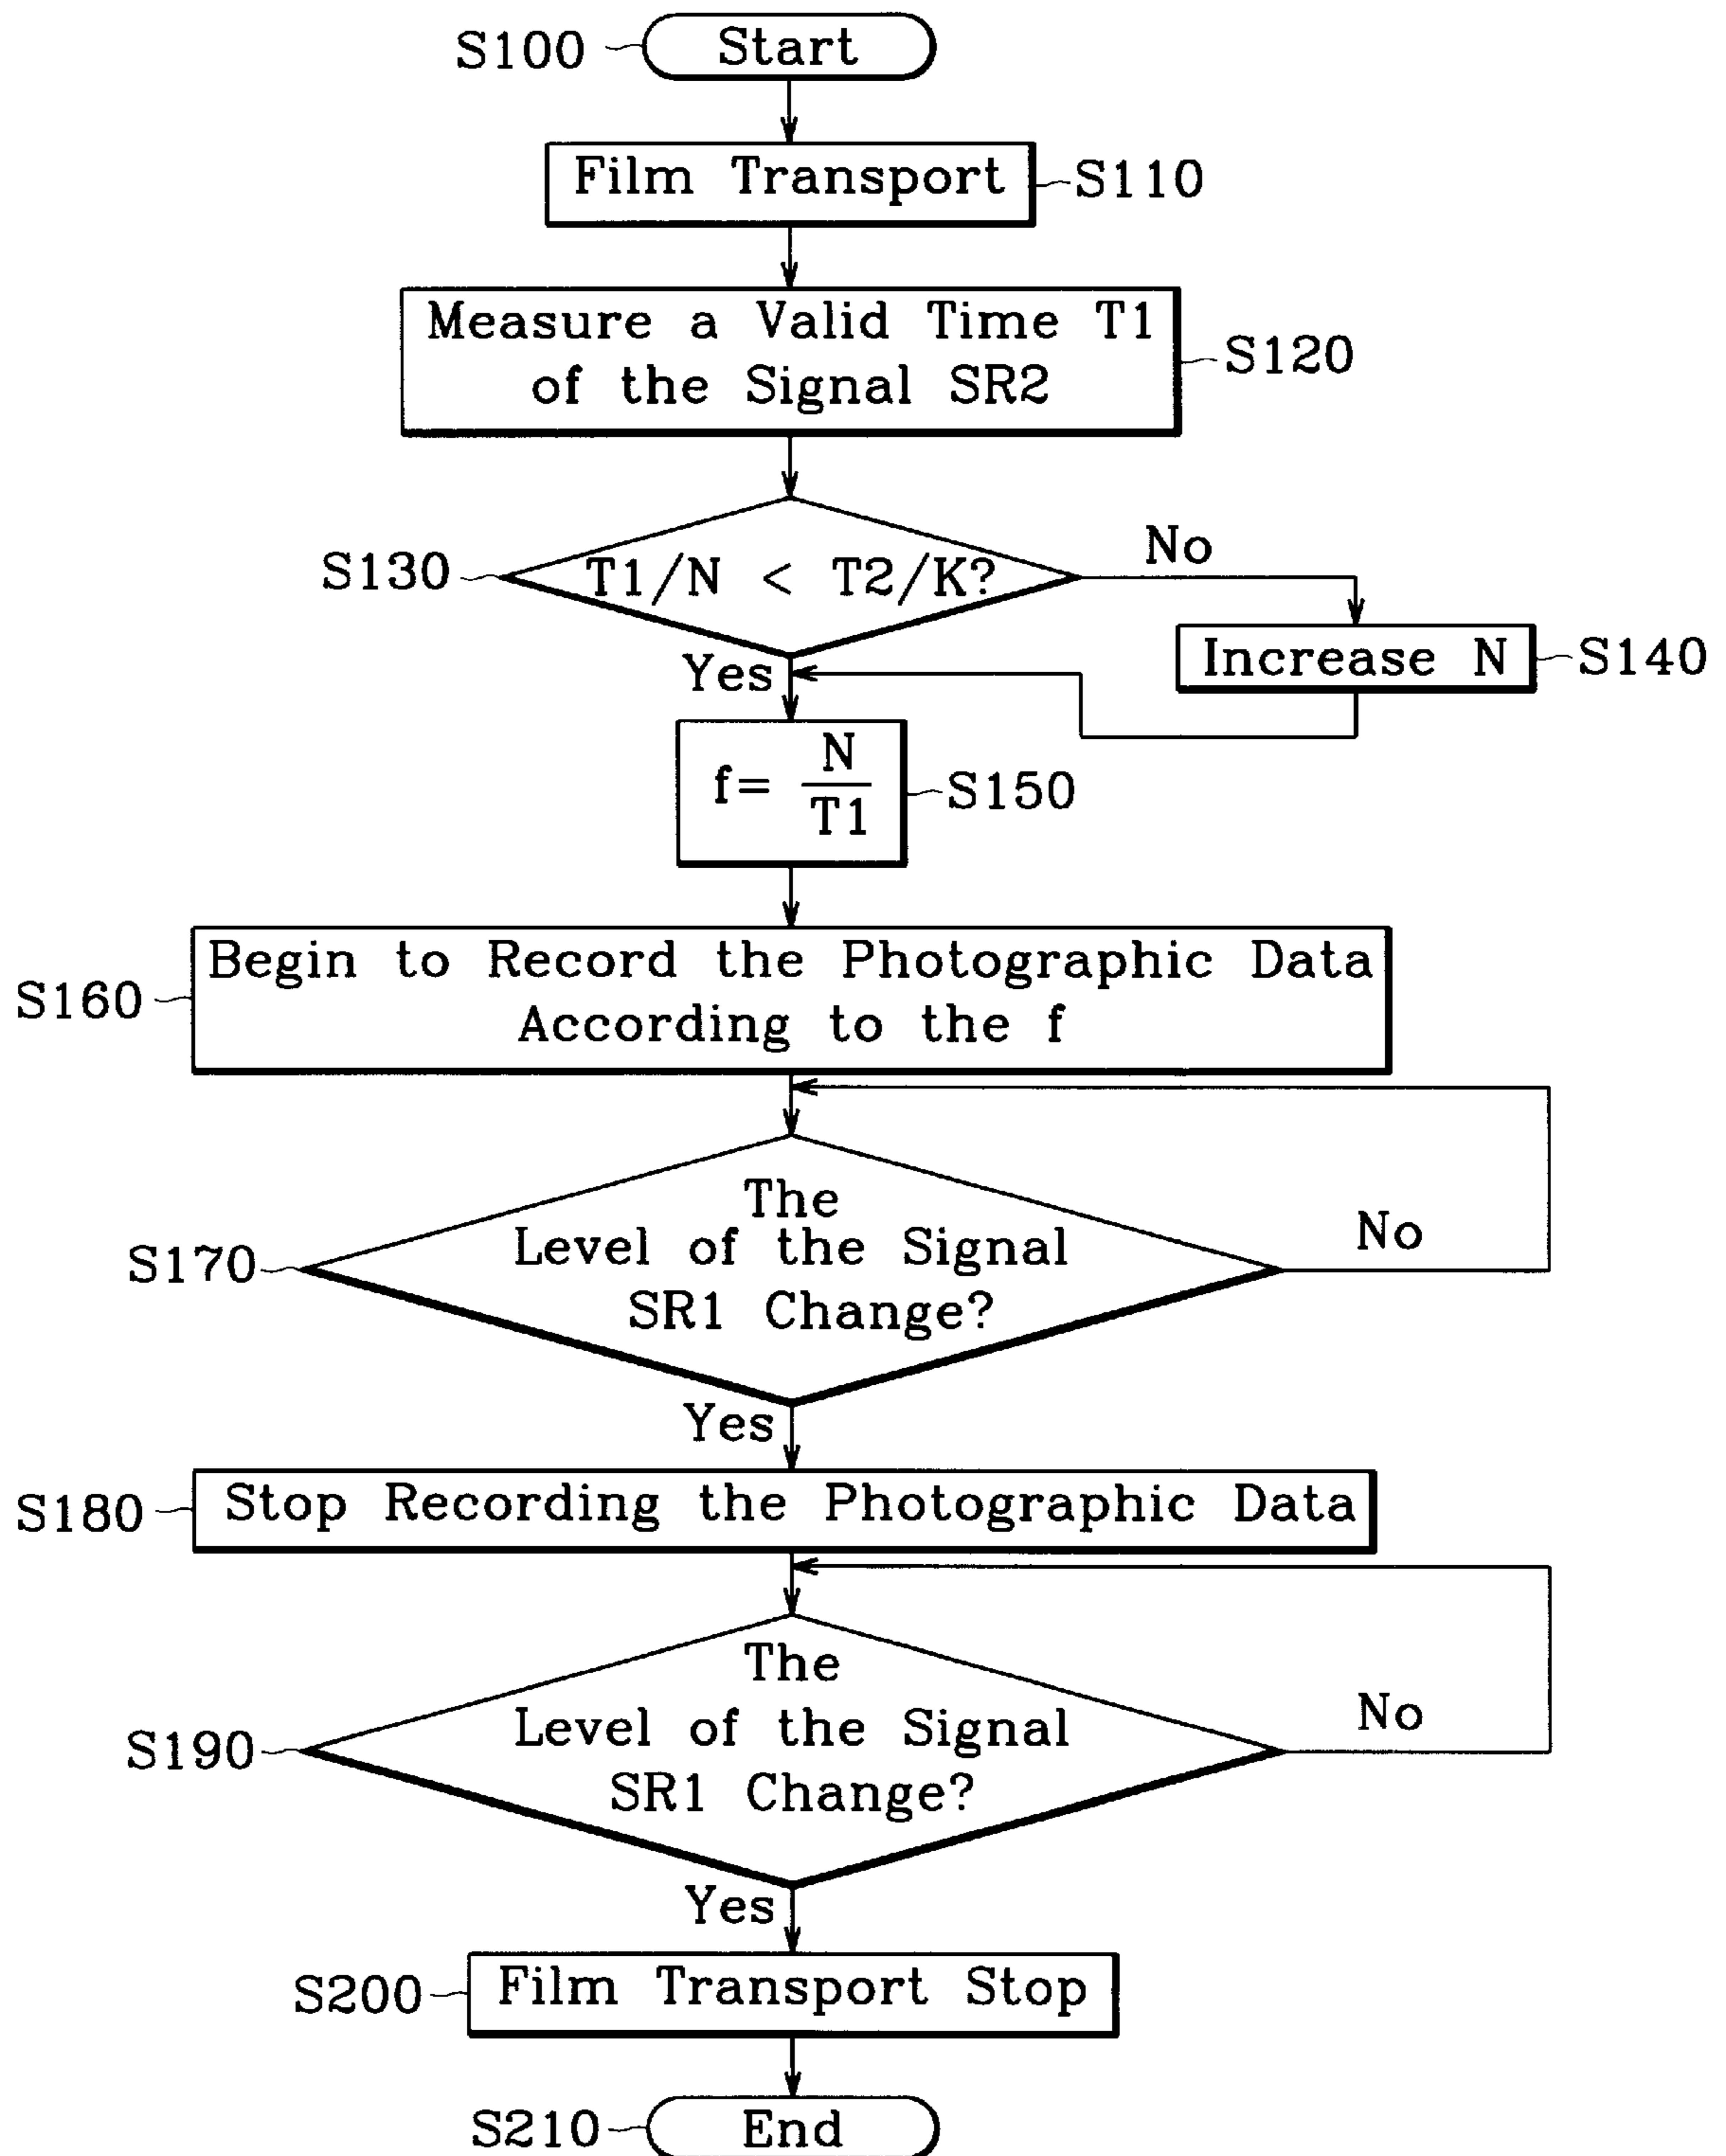 S100
Start
Film Transport
S110
Measure a Valid Time T1
of the Signal SR2
S120
S130
T1/N < T2/K?
No
Increase N
S140
Yes
f= N
T1
S150
S160
Begin to Record the Photographic Data
According to the f
S170
The
Level of the Signal
SR1 Change?
No
Yes
S180
Stop Recording the Photographic Data
S190
The
Level of the Signal
SR1 Change?
No
Yes
S200
Film Transport Stop
S210
End